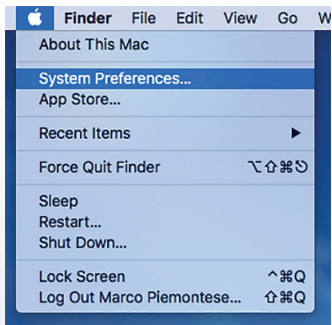 Finder File Edit View Go
About This Mac
System Preferences...
App Store...
Recent Items
Force Quit Finder ⌥⇧⌘⎋
Sleep
Restart...
Shut Down...
Lock Screen ^⌘Q
Log Out Marco Piemontese... ⇧⌘Q